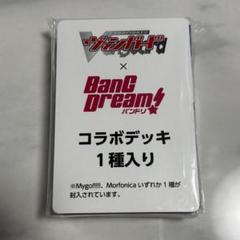 ヴァンガード
×
BanG Dream!
バンドリ!
コラボデッキ
1種入り
※Mygo!!!!!、Morfonica いずれか1種が
封入されています。